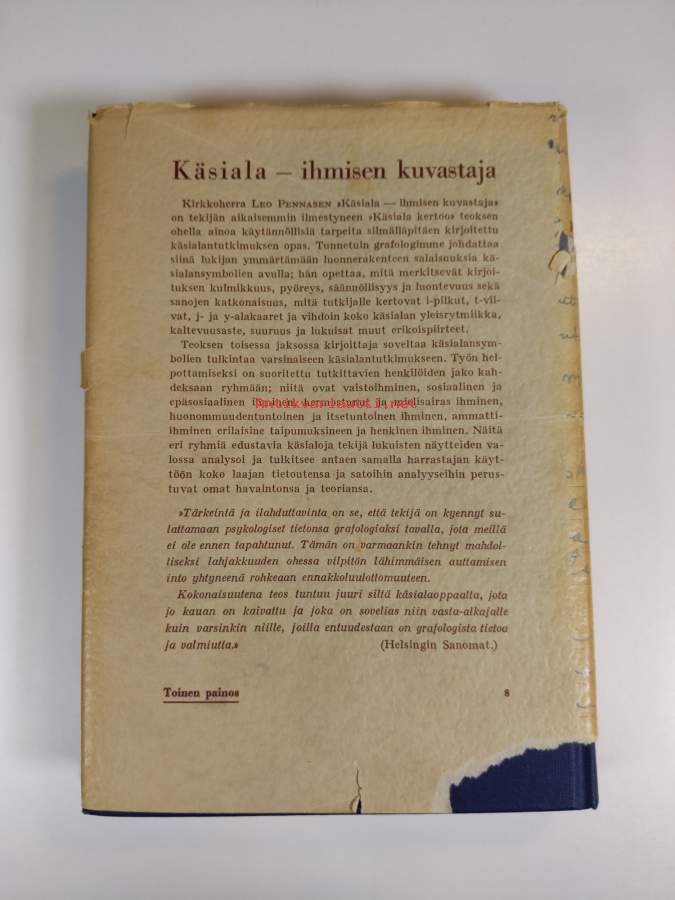 Käsiala — ihmisen kuvastaja
Kirkkoherra LEO PENNASEN »Käsiala — ihmisen kuvastaja»
on tekijän aikaisemmin ilmestyneen »Käsiala kertoo» teoksen
ohella ainoa käytännöllisiä tarpeita silmälläpitäen kirjoitettu
käsialantutkimuksen opas. Tunnetuin grafologimme johdattaa
siinä lukijan ymmärtämään luonnerakenteen salaisuuksia kä-
sialansymbolien avulla; hän opettaa, mitä merkitsevät kirjoi-
tuksen kulmikkuus, pyöreys, säännöllisyys ja luontevuus sekä
sanojen katkonaisuus, mitä tutkijalle kertovat i-pilkut, t-vii-
vat, j- ja y-alakaaret ja vihdoin koko käsialan yleisrytmiikka,
kaltevuusaste, suuruus ja lukuisat muut erikoispiirteet.
Teoksen toisessa jaksossa kirjoittaja soveltaa käsialansym-
bolien tulkintaa varsinaiseen käsialantutkimukseen. Työn hel-
pottamiseksi on suoritettu tutkittavien henkilöiden jako kah-
deksaan ryhmään; niitä ovat vaistoihminen, sosiaalinen ja
epäsosiaalinen ihminen, hermostunut ja mielisairas ihminen,
Antikvariaatti.net
huonommuudentuntoinen ja itsetuntoinen ihminen, ammatti-
ihminen erilaisine taipumuksineen ja henkinen ihminen. Näitä
eri ryhmiä edustavia käsialoja tekijä lukuisten näytteiden va-
lossa analysoi ja tulkitsee antaen samalla harrastajan käyt-
töön koko laajan tietoutensa ja satoihin analyyseihin perus-
tuvat omat havaintonsa ja teoriansa.
»Tärkeintä ja ilahduttavinta on se, että tekijä on kyennyt su-
lattamaan psykologiset tietonsa grafologiaksi tavalla, jota meillä
ei ole ennen tapahtunut. Tämän on varmaankin tehnyt mahdol-
liseksi lahjakkuuden ohessa vilpitön lähimmäisen auttamisen
into yhtyneenä rohkeaan ennakkoluulottomuuteen.
Kokonaisuutena teos tuntuu juuri siltä käsialaoppaalta, jota
jo kauan on kaivattu ja joka on sovelias niin vasta-alkajalle
kuin varsinkin niille, joilla entuudestaan on grafologista tietoa
ja valmiutta.» (Helsingin Sanomat.)
Toinen painos 8